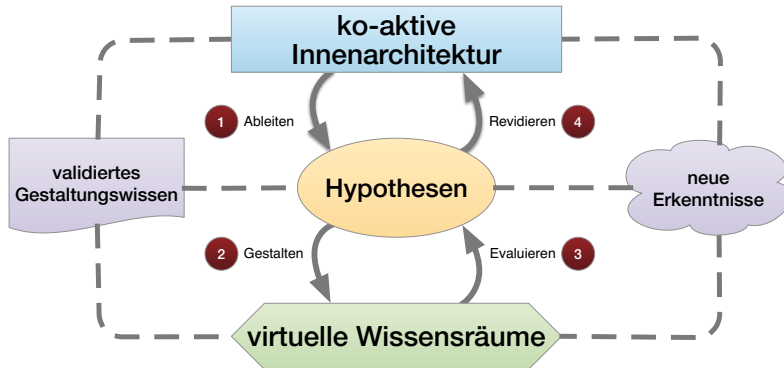 ko-aktive
Innenarchitektur
1 Ableiten
Revidieren 4
validiertes
Gestaltungswissen
Hypothesen
neue
Erkenntnisse
2 Gestalten
Evaluieren 3
virtuelle Wissensräume